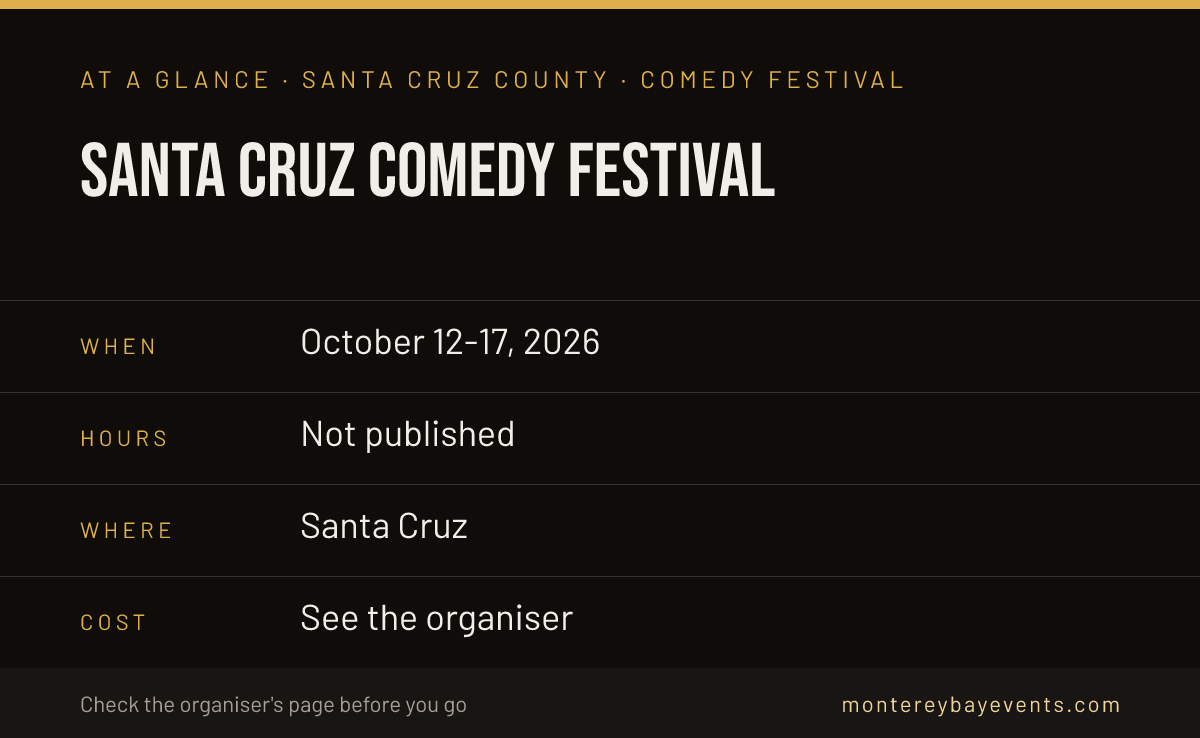 AT A GLANCE · SANTA CRUZ COUNTY · COMEDY FESTIVAL
SANTA CRUZ COMEDY FESTIVAL
WHEN October 12-17, 2026
HOURS Not published
WHERE Santa Cruz
COST See the organiser
Check the organiser's page before you go montereybayevents.com